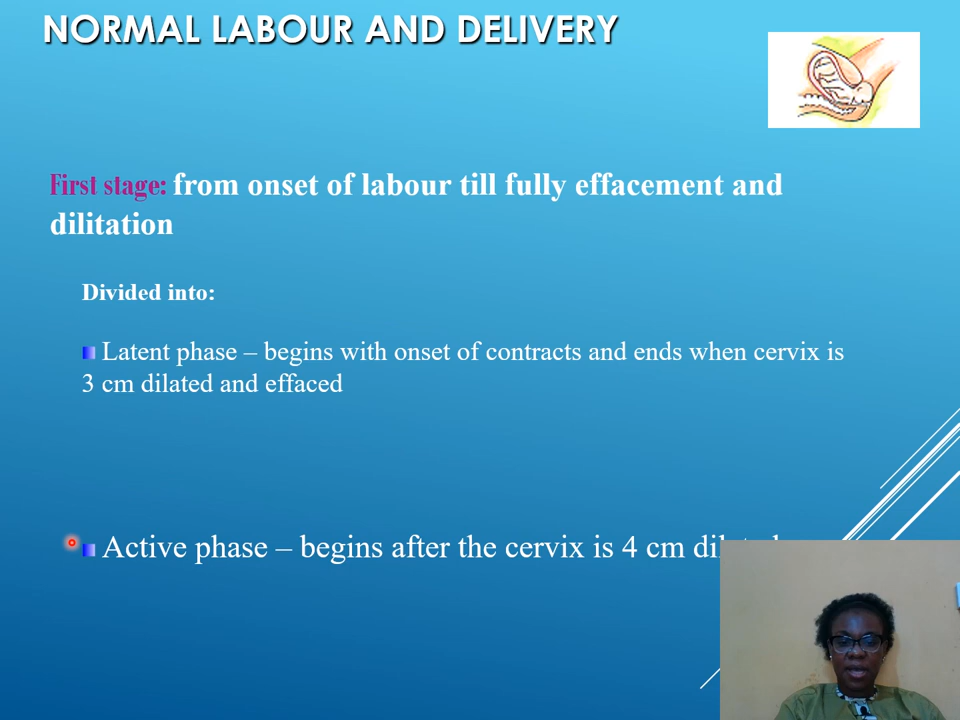 NORMAL LABOUR AND DELIVERY
First stage: from onset of labour till fully effacement and
dilitation
Divided into:
Latent phase – begins with onset of contracts and ends when cervix is
3 cm dilated and effaced
Active phase – begins after the cervix is 4 cm dilated